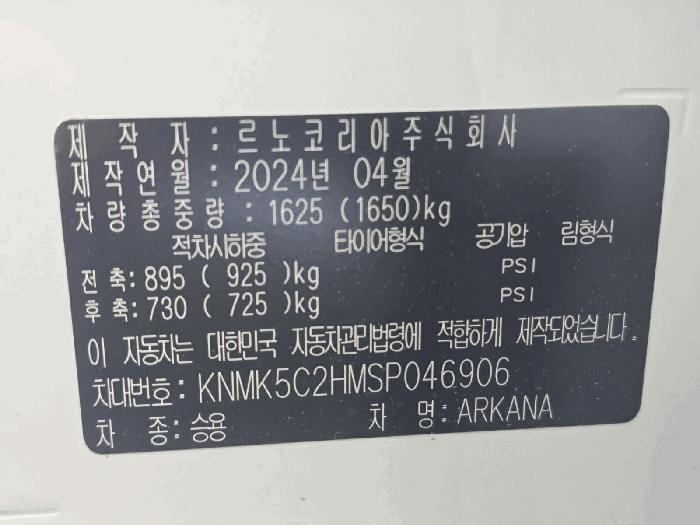 제 작 자 : 르노코리아주식회사
제작연월 : 2024년 04월
차량총중량 : 1625 (1650)kg
적차시하중 타이어형식 공기압 림형식
전 축: 895 ( 925 )kg PSI
후 축: 730 ( 725 )kg PSI
이 자동차는 대한민국 자동차관리법령에 적합하게 제작되었습니다.
차대번호: KNMK5C2HMSP046906
차 종: 승용 차 명: ARKANA